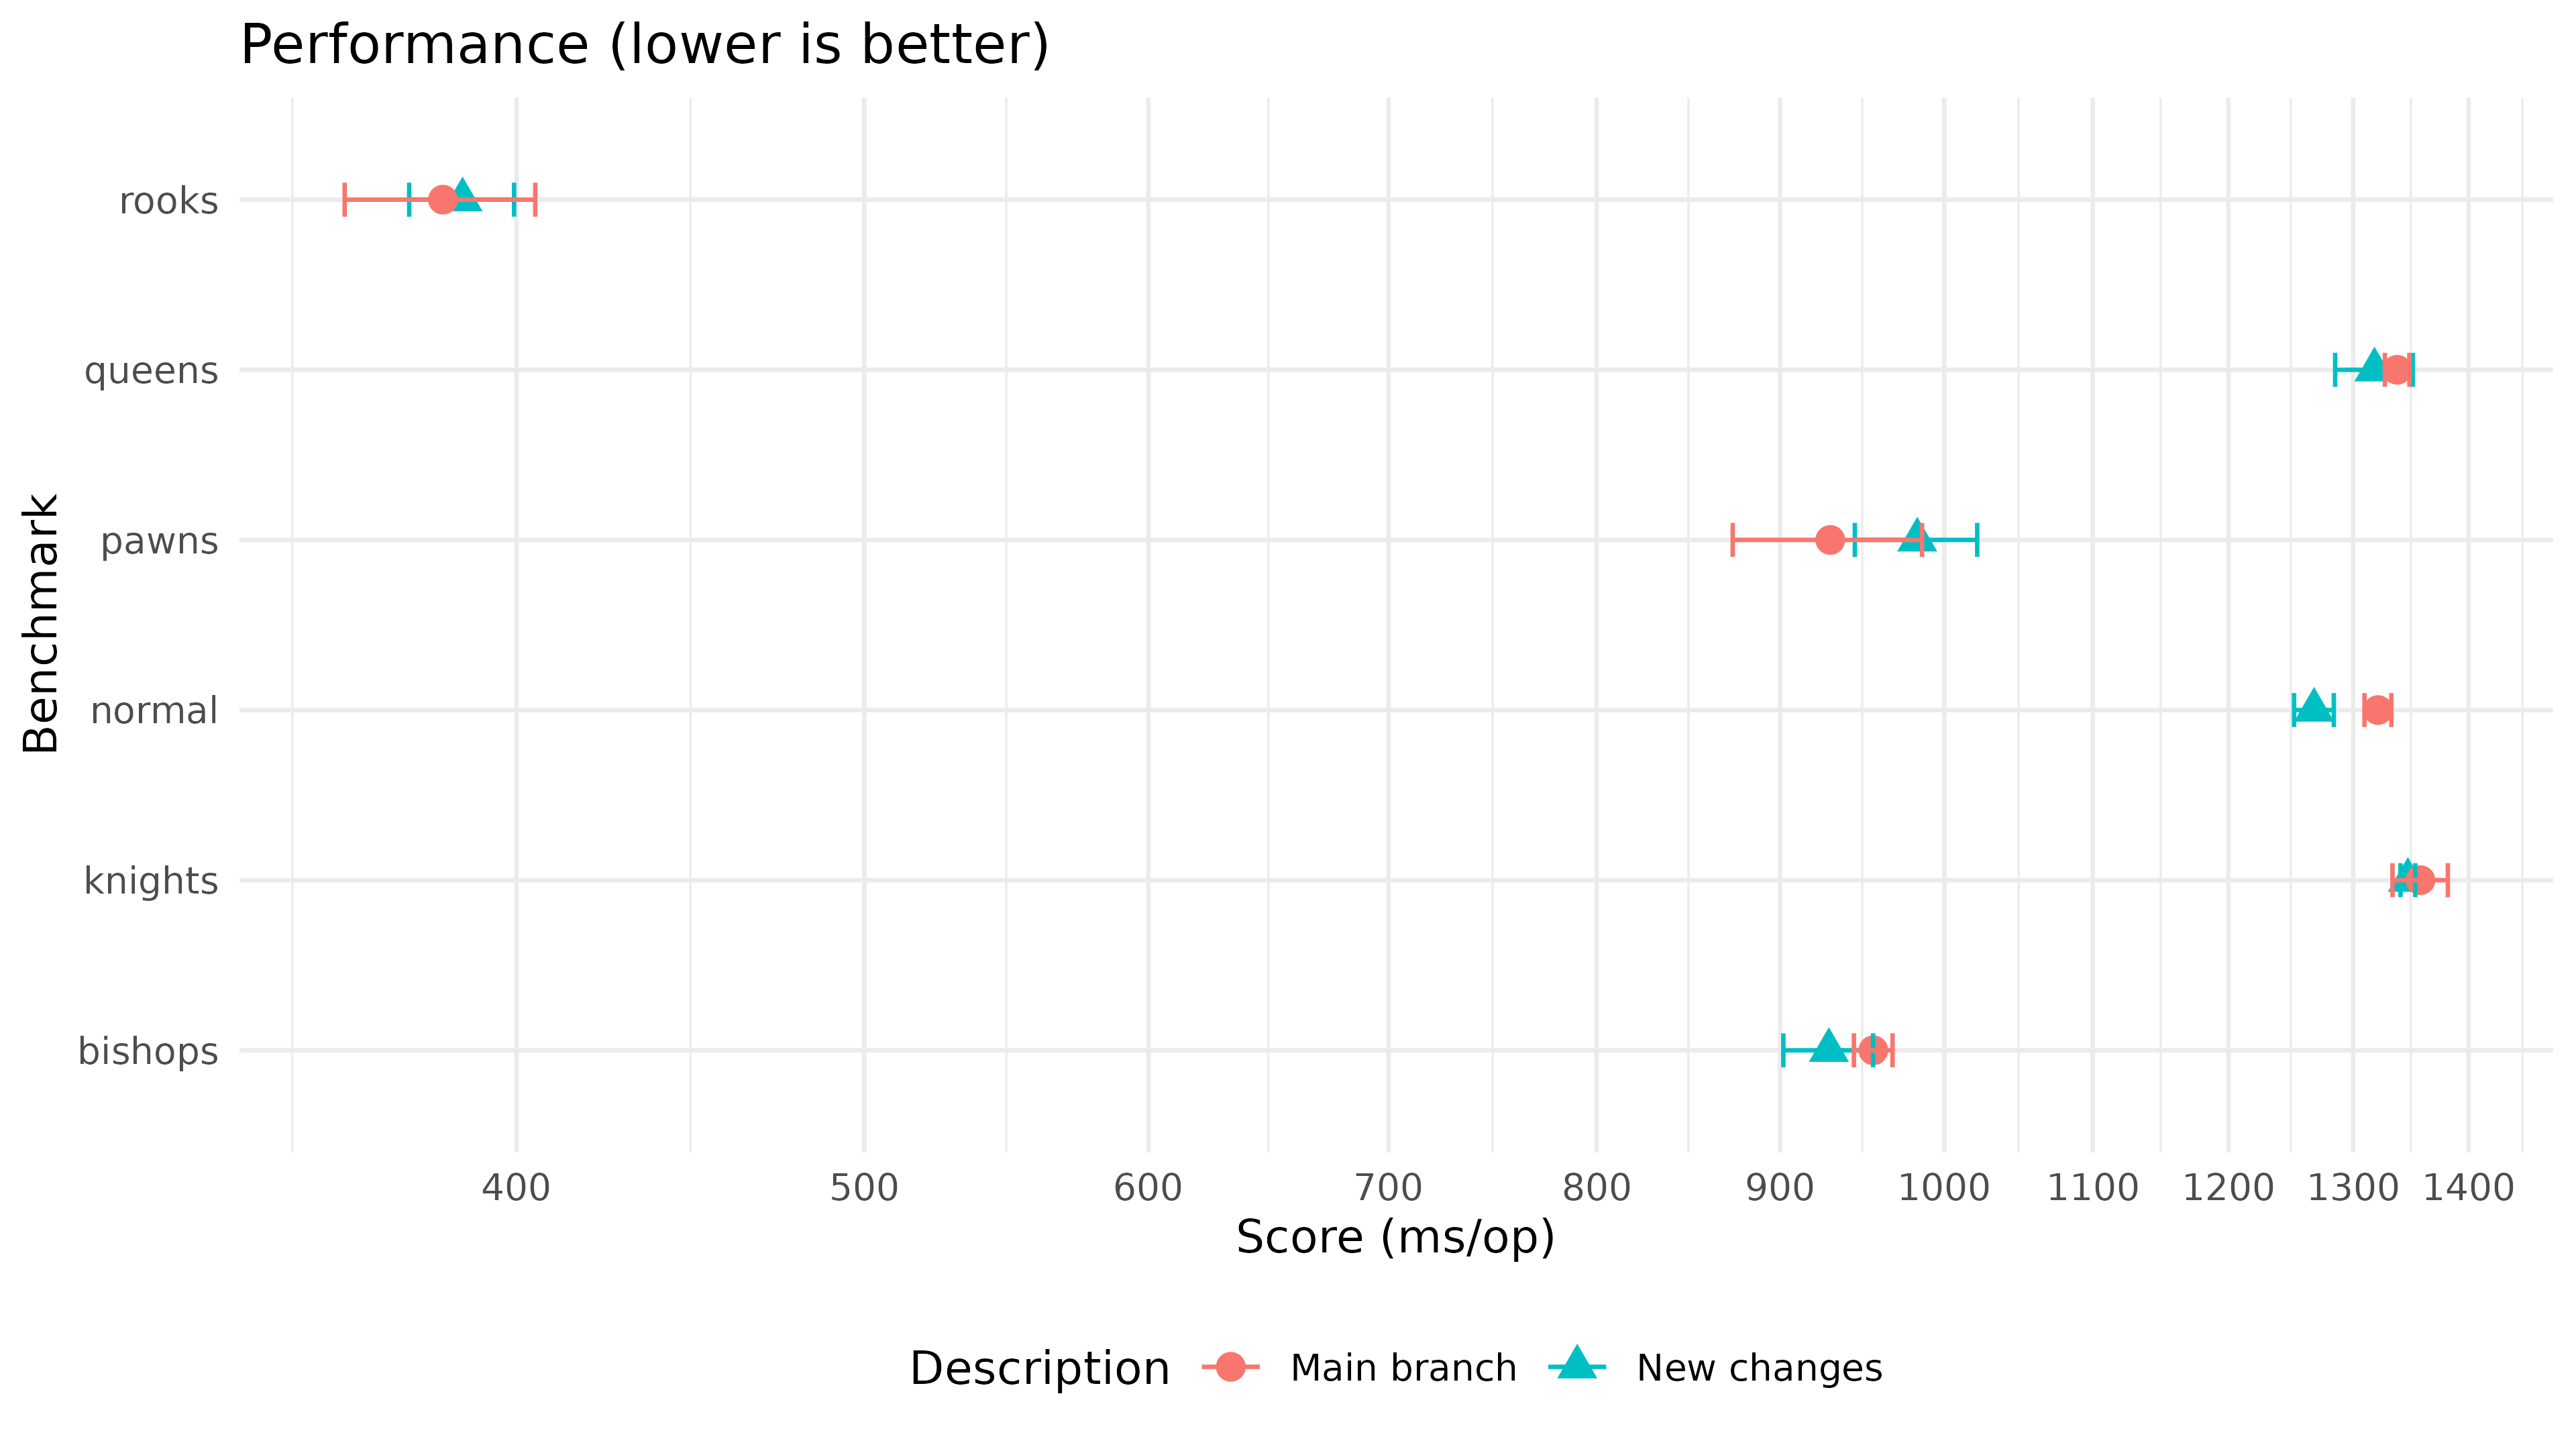 Performance (lower is better)
Benchmark
rooks
queens
pawns
normal
knights
bishops
400 500 600 700 800 900 1000 1100 1200 1300 1400
Score (ms/op)
Description Main branch New changes